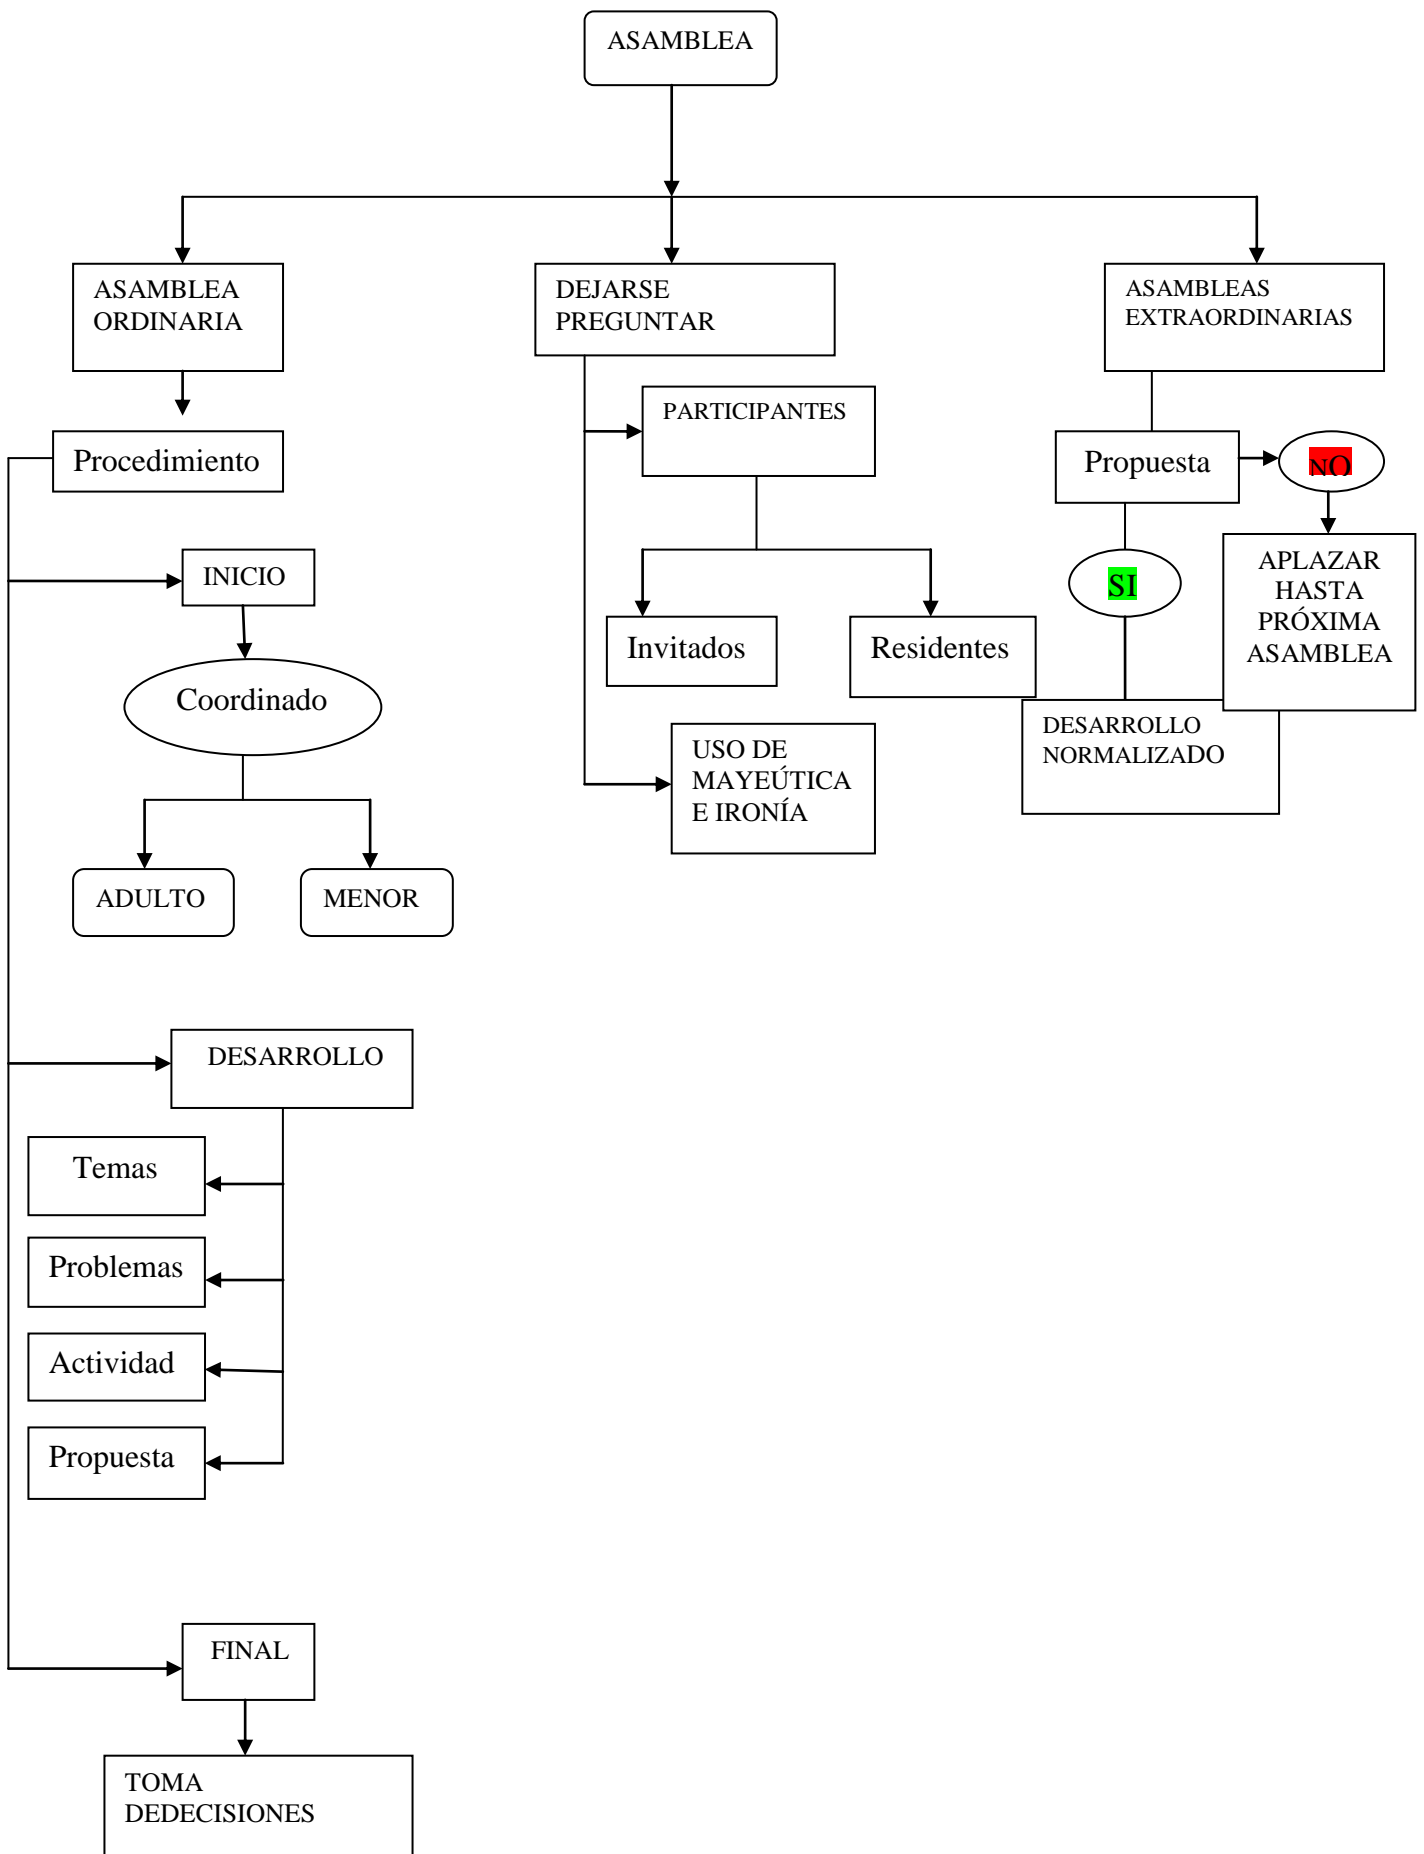 ASAMBLEA
ASAMBLEA
ORDINARIA
DEJARSE
PREGUNTAR
ASAMBLEAS
EXTRAORDINARIAS
PARTICIPANTES
Procedimiento
Propuesta
NO
INICIO
SI
APLAZAR
HASTA
PRÓXIMA
ASAMBLEA
Invitados
Residentes
Coordinado
DESARROLLO
NORMALIZADO
USO DE
MAYEÚTICA
E IRONÍA
ADULTO
MENOR
DESARROLLO
Temas
Problemas
Actividad
Propuesta
FINAL
TOMA
DEDECISIONES